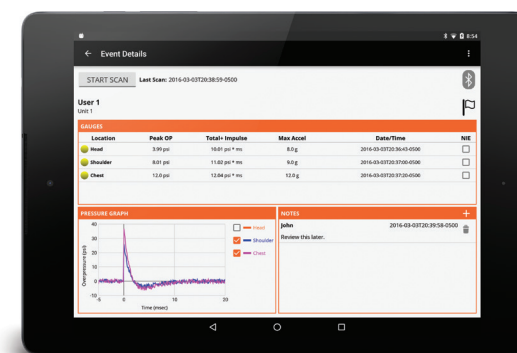 8:54
Event Details
START SCAN Last Scan: 2016-03-03T20:38:59-0500
User 1
Unit 1
GAUGES
Location Peak OP Total+ Impulse Max Accel Date/Time NIE
Head 3.99 psi 10.01 psi * ms 8.0 g 2016-03-03T20:36:43-0500
Shoulder 8.01 psi 11.02 psi * ms 9.0 g 2016-03-03T20:37:00-0500
Chest 12.0 psi 12.04 psi * ms 12.0 g 2016-03-03T20:37:20-0500
PRESSURE GRAPH
Overpressure (psi)
40
30
20
10
0
-10
-5 0 10 20
Time (msec)
Head
Shoulder
Chest
NOTES +
John 2016-03-03T20:39:58-0500
Review this later.